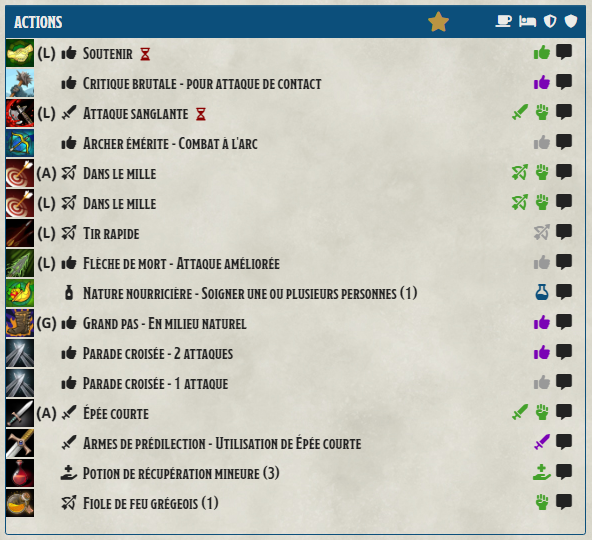 ACTIONS
(L) SOUTENIR
CRITIQUE BRUTALE - POUR ATTAQUE DE CONTACT
(L) ATTAQUE SANGLANTE
ARCHER ÉMÉRITE - COMBAT À L'ARC
(A) DANS LE MILLE
(L) DANS LE MILLE
(L) TIR RAPIDE
(L) FLÈCHE DE MORT - ATTAQUE AMÉLIORÉE
NATURE NOURRICIÈRE - SOIGNER UNE OU PLUSIEURS PERSONNES (1)
(G) GRAND PAS - EN MILIEU NATUREL
PARADE CROISÉE - 2 ATTAQUES
PARADE CROISÉE - 1 ATTAQUE
(A) ÉPÉE COURTE
ARMES DE PRÉDILECTION - UTILISATION DE ÉPÉE COURTE
POTION DE RÉCUPÉRATION MINEURE (3)
FIOLE DE FEU GRÉGEOIS (1)